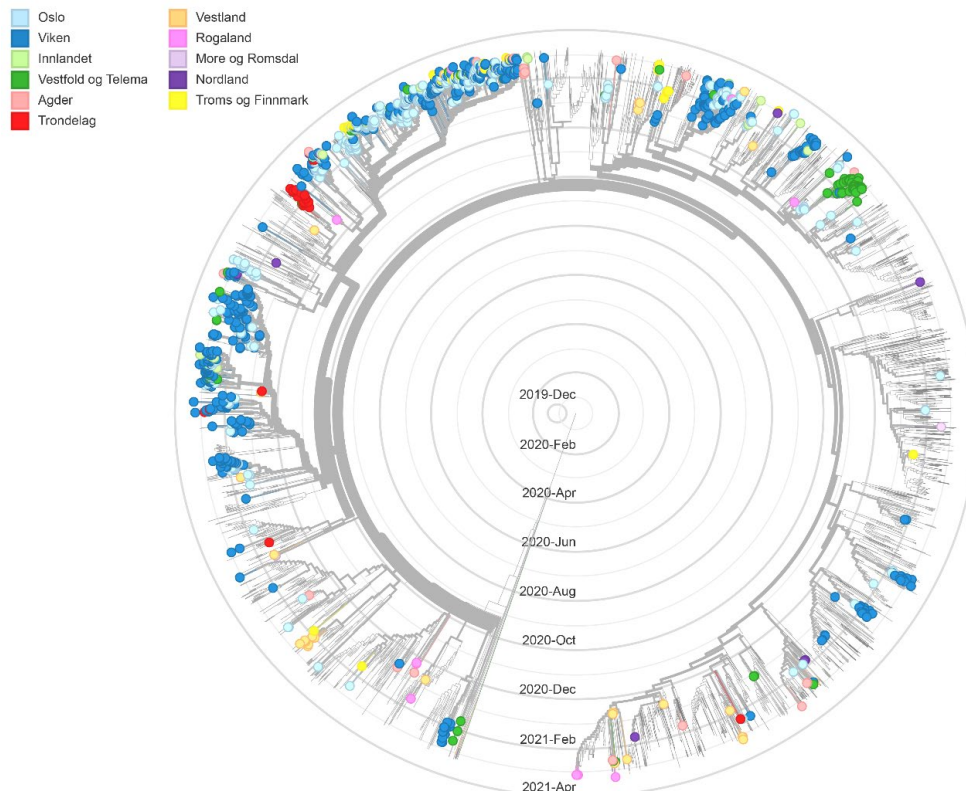 Oslo
Viken
Innlandet
Vestfold og Telema
Agder
Trondelag
Vestland
Rogaland
More og Romsdal
Nordland
Troms og Finnmark
2019-Dec
2020-Feb
2020-Apr
2020-Jun
2020-Aug
2020-Oct
2020-Dec
2021-Feb
2021-Apr